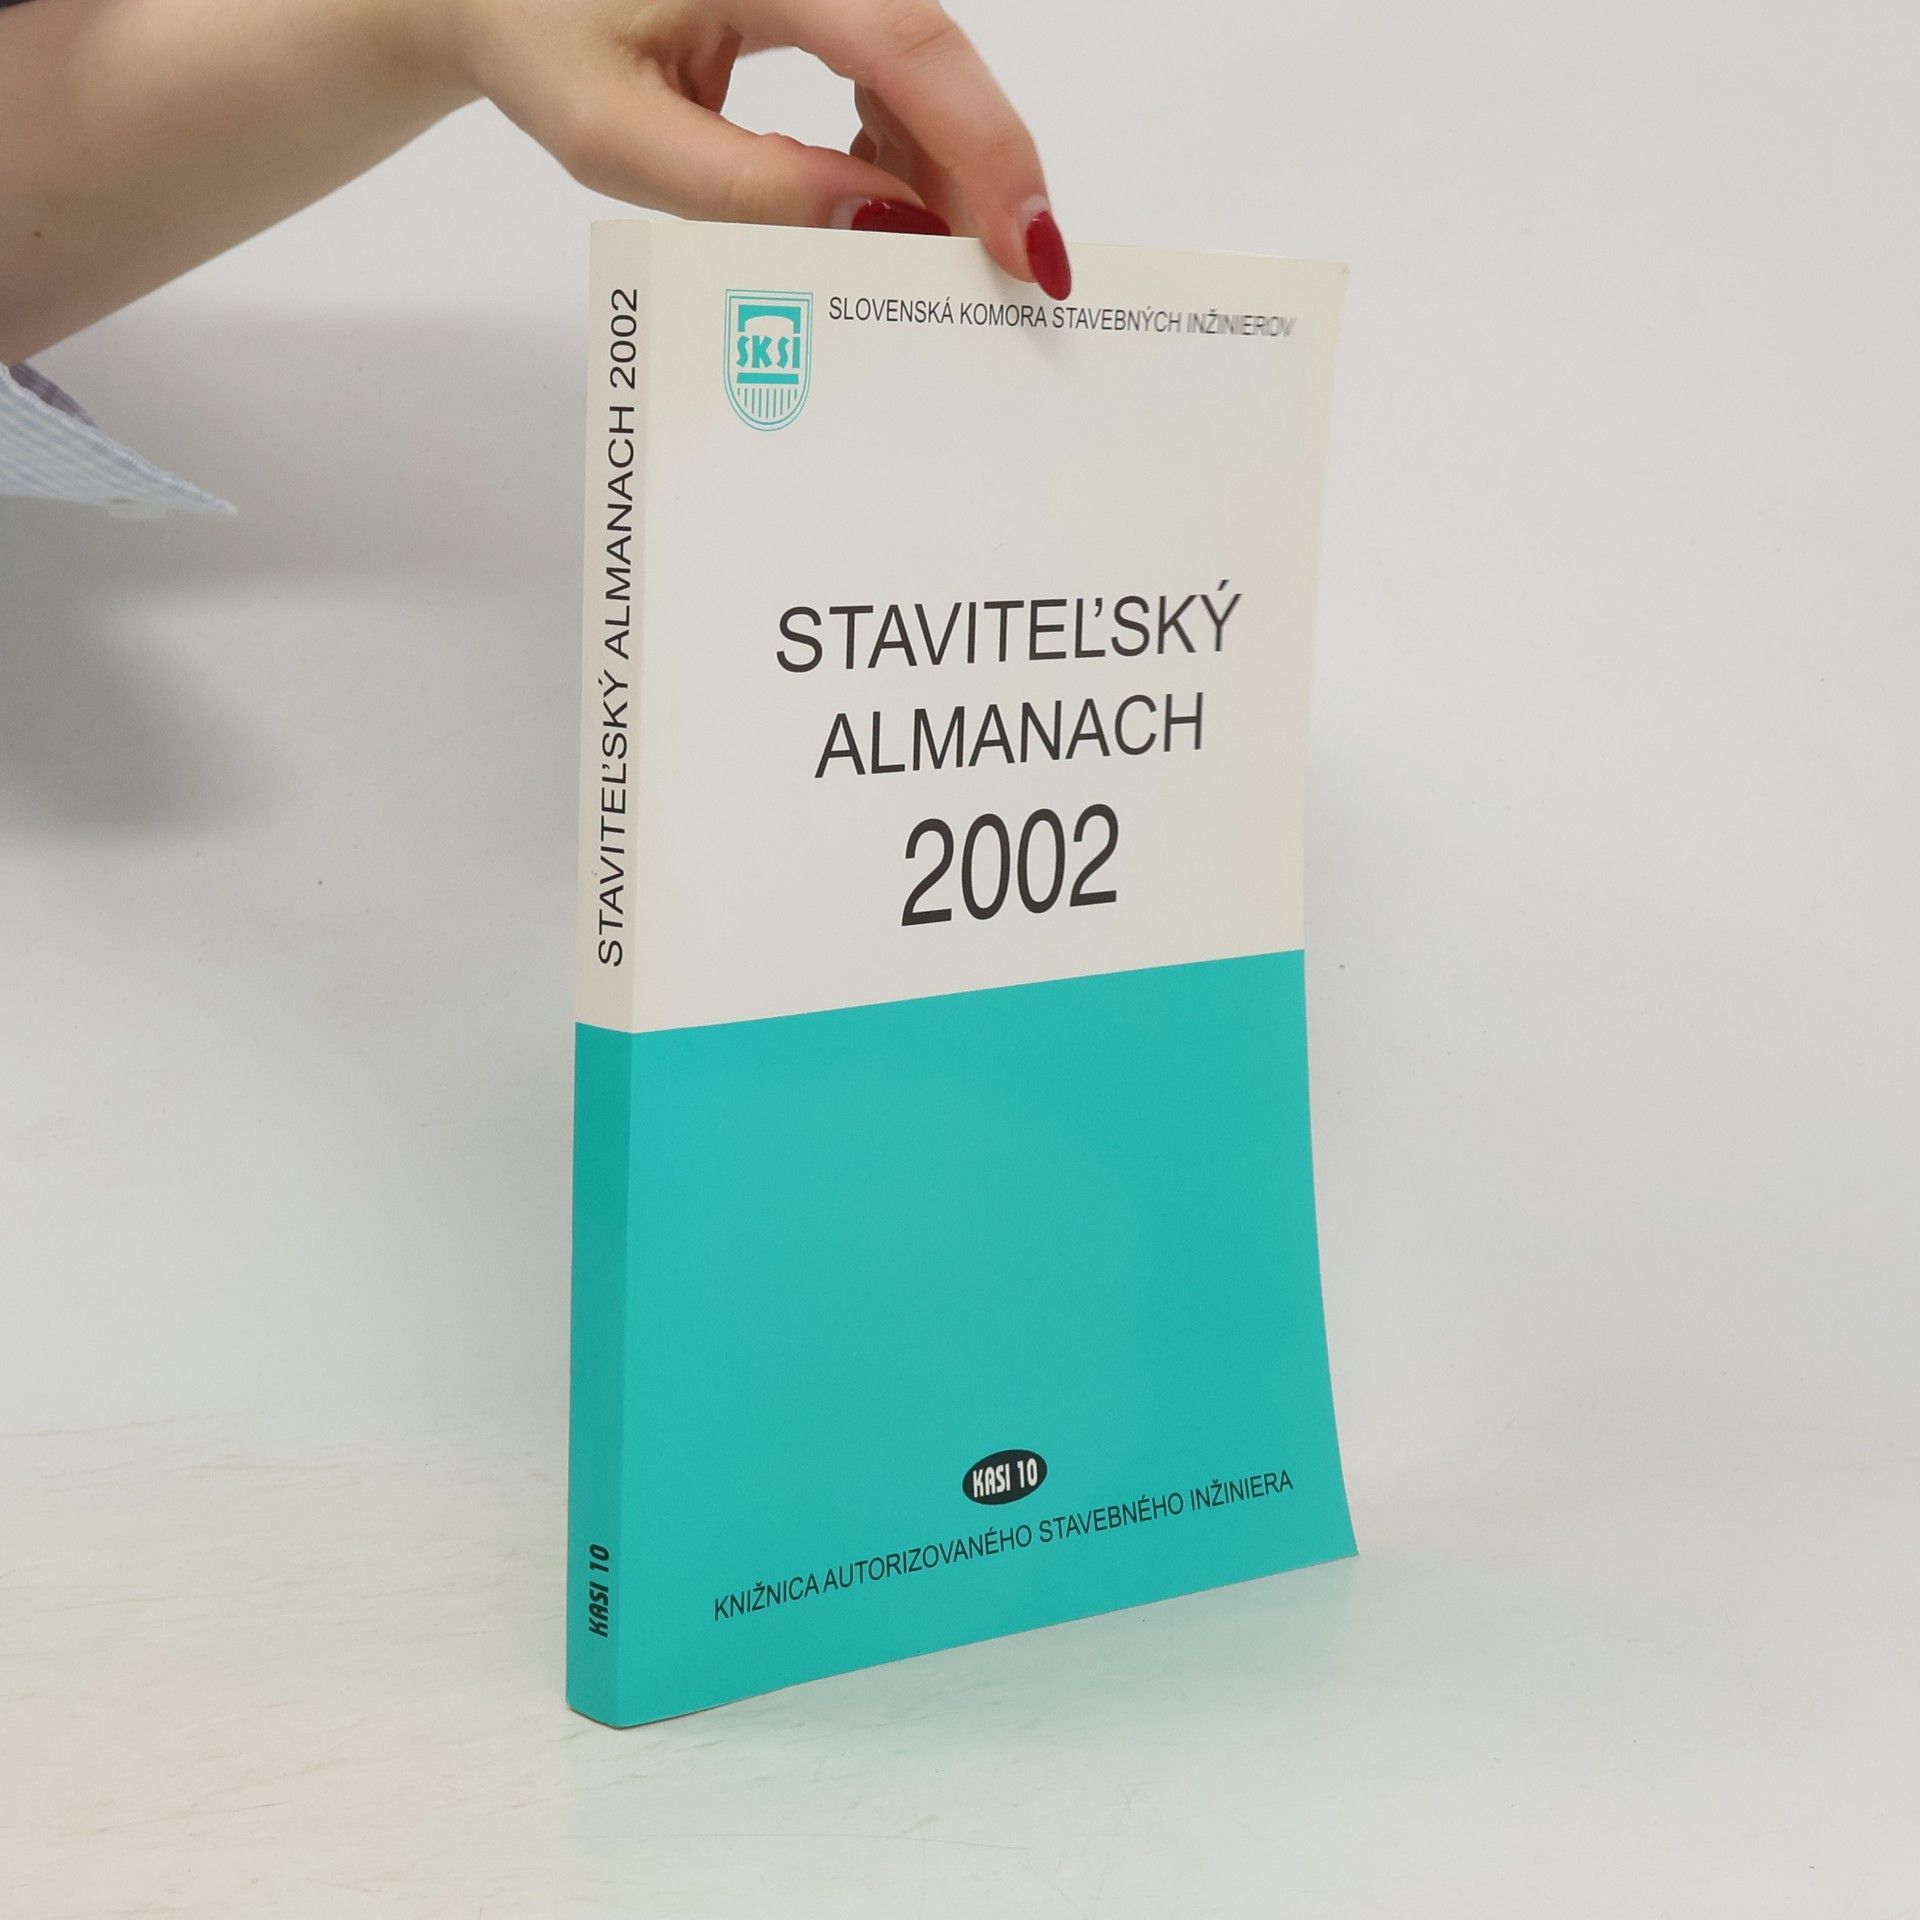 STAVITEĽSKÝ ALMANACH 2002
KASI 10
SKSI
SLOVENSKÁ KOMORA STAVEBNÝCH INŽINIEROV
STAVITEĽSKÝ
ALMANACH
2002
KASI 10
KNIŽNICA AUTORIZOVANÉHO STAVEBNÉHO INŽINIERA